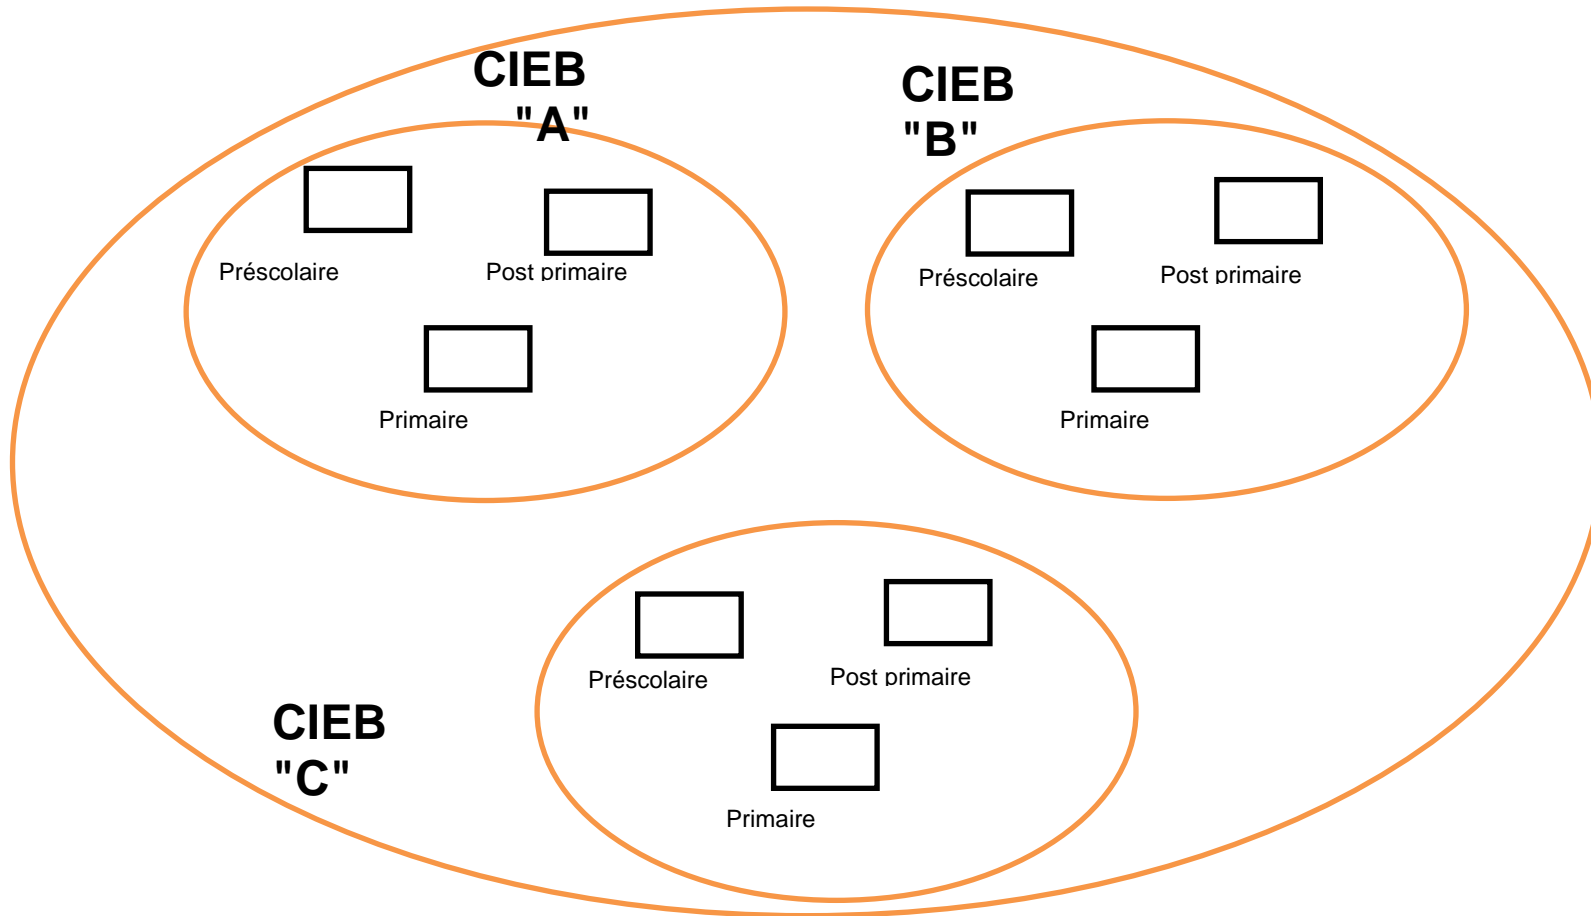 CIEB
"A"
Préscolaire
Post primaire
Primaire
CIEB
"B"
Préscolaire
Post primaire
Primaire
CIEB
"C"
Préscolaire
Post primaire
Primaire